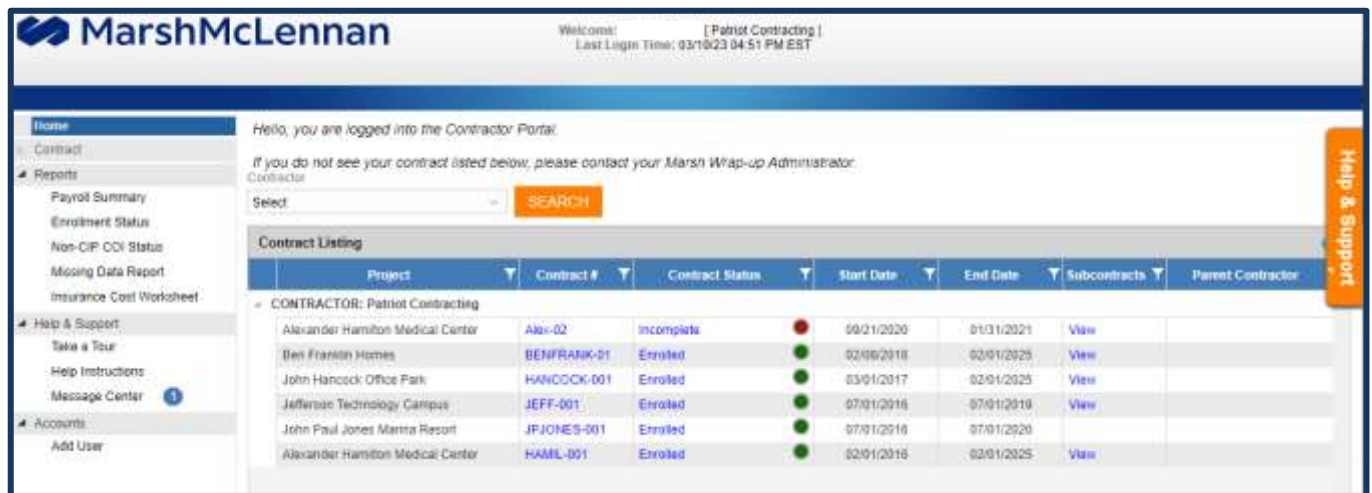 MarshMcLennan
Welcome: [ Patriot Contracting ]
Last Login Time: 03/10/23 04:51 PM EST
Home
Contract
Reports
Payroll Summary
Enrollment Status
Non-CIP COI Status
Missing Data Report
Insurance Cost Worksheet
Help & Support
Take a Tour
Help Instructions
Message Center 1
Accounts
Add User
Hello, you are logged into the Contractor Portal.
If you do not see your contract listed below, please contact your Marsh Wrap-up Administrator.
Contractor
Select SEARCH
Contract Listing
Project Contract # Contract Status Start Date End Date Subcontracts Parent Contractor
CONTRACTOR: Patriot Contracting
Alexander Hamilton Medical Center Alex-02 Incomplete 09/21/2020 01/31/2021 View
Ben Franklin Homes BENFRANK-01 Enrolled 02/01/2025 View
John Hancock Office Park HANCOCK-001 Enrolled 03/01/2017 02/01/2025 View
Jefferson Technology Campus JEFF-001 Enrolled 07/01/2016 07/01/2019 View
John Paul Jones Marina Resort JPJONES-001 Enrolled 07/01/2016
Alexander Hamilton Medical Center HAMIL-001 Enrolled 02/01/2016 02/01/2025 View
Help & Support